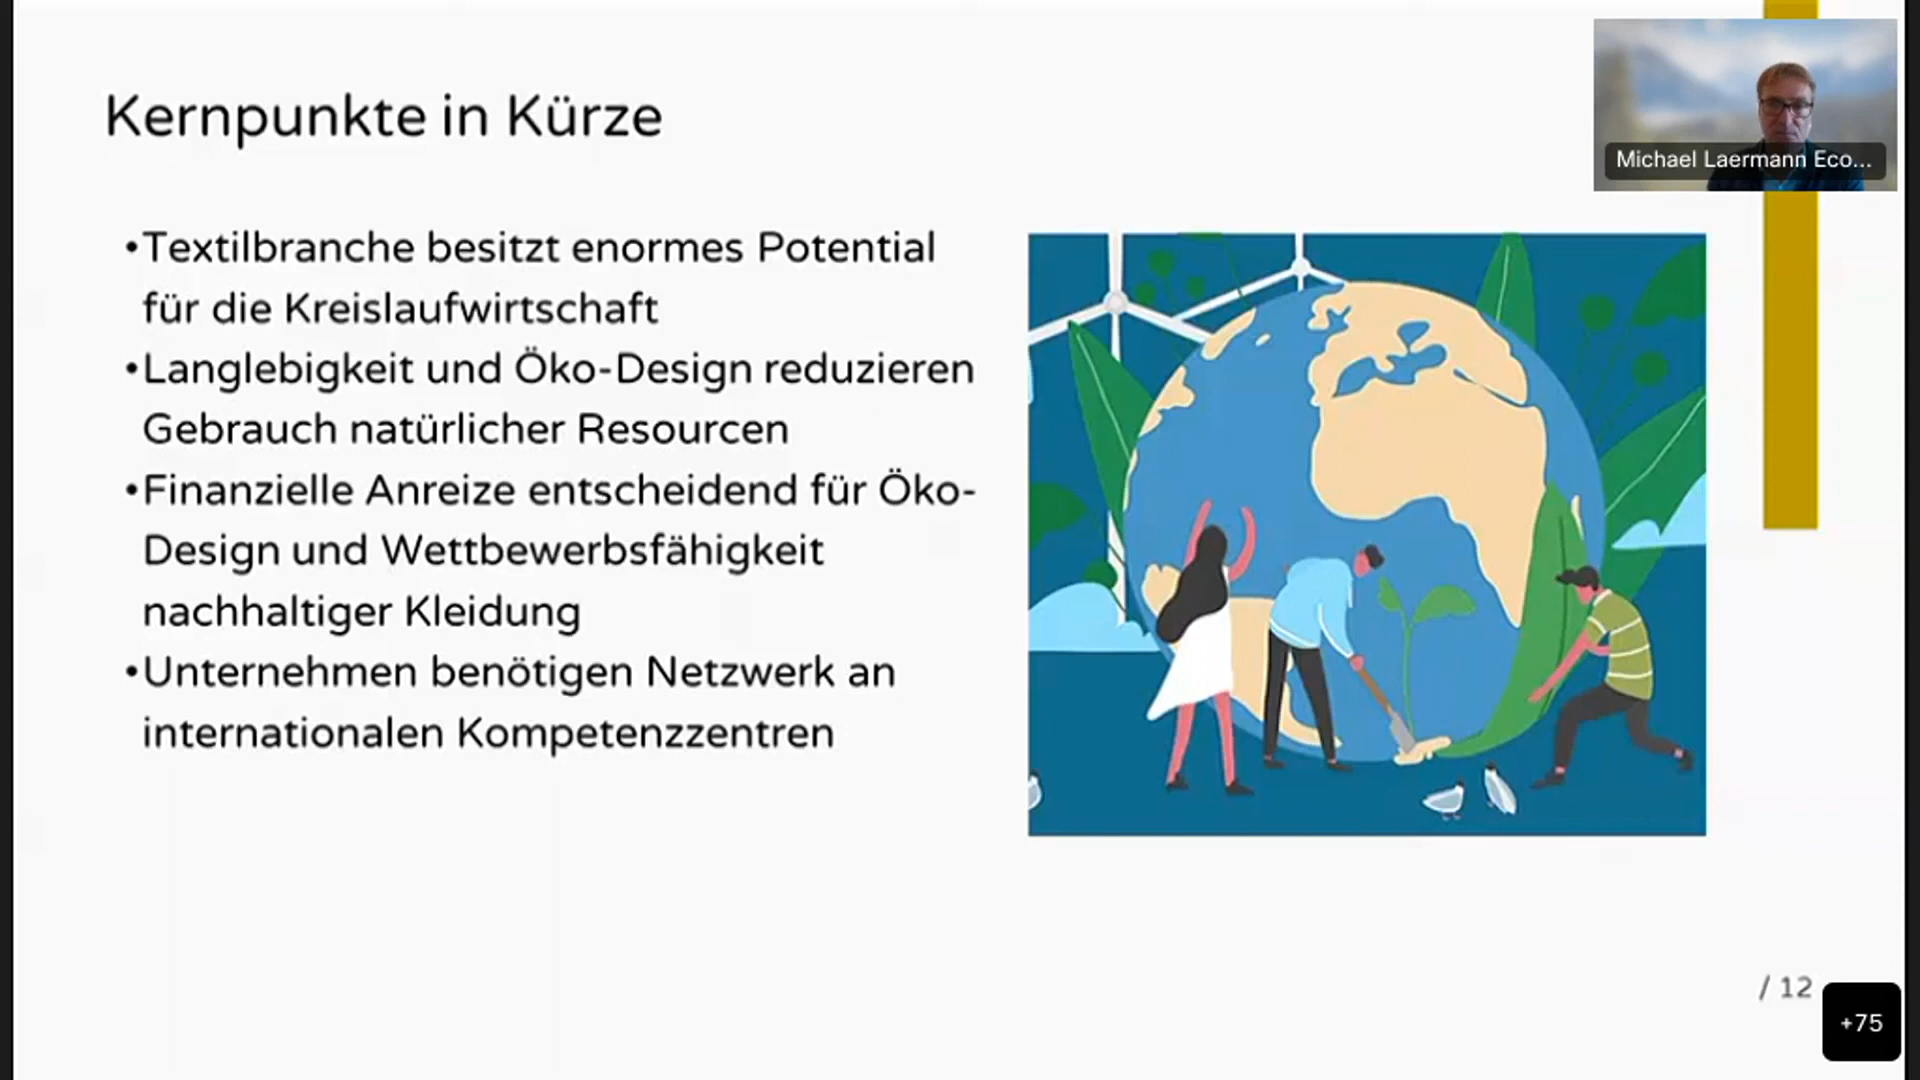 Kernpunkte in Kürze
Michael Laermann Eco...
•Textilbranche besitzt enormes Potential
für die Kreislaufwirtschaft
•Langlebigkeit und Öko-Design reduzieren
Gebrauch natürlicher Resourcen
•Finanzielle Anreize entscheidend für Öko-
Design und Wettbewerbsfähigkeit
nachhaltiger Kleidung
•Unternehmen benötigen Netzwerk an
internationalen Kompetenzzentren
/ 12
+75